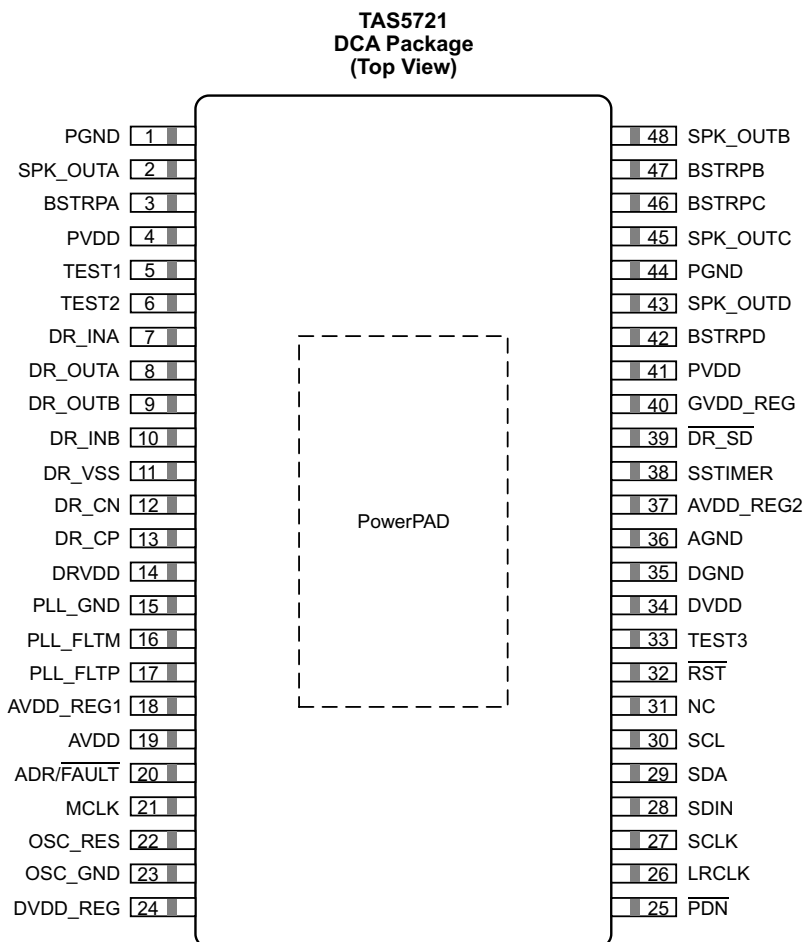 TAS5721
DCA Package
(Top View)
PGND 1
SPK_OUTA 2
BSTRPA 3
PVDD 4
TEST1 5
TEST2 6
DR_INA 7
DR_OUTA 8
DR_OUTB 9
DR_INB 10
DR_VSS 11
DR_CN 12
DR_CP 13
DRVDD 14
PLL_GND 15
PLL_FLTM 16
PLL_FLTP 17
AVDD_REG1 18
AVDD 19
ADR/FAULT 20
MCLK 21
OSC_RES 22
OSC_GND 23
DVDD_REG 24
PowerPAD
48 SPK_OUTB
47 BSTRPB
46 BSTRPC
45 SPK_OUTC
44 PGND
43 SPK_OUTD
42 BSTRPD
41 PVDD
40 GVDD_REG
39 DR_SD
38 SSTIMER
37 AVDD_REG2
36 AGND
35 DGND
34 DVDD
33 TEST3
32 RST
31 NC
30 SCL
29 SDA
28 SDIN
27 SCLK
26 LRCLK
25 PDN